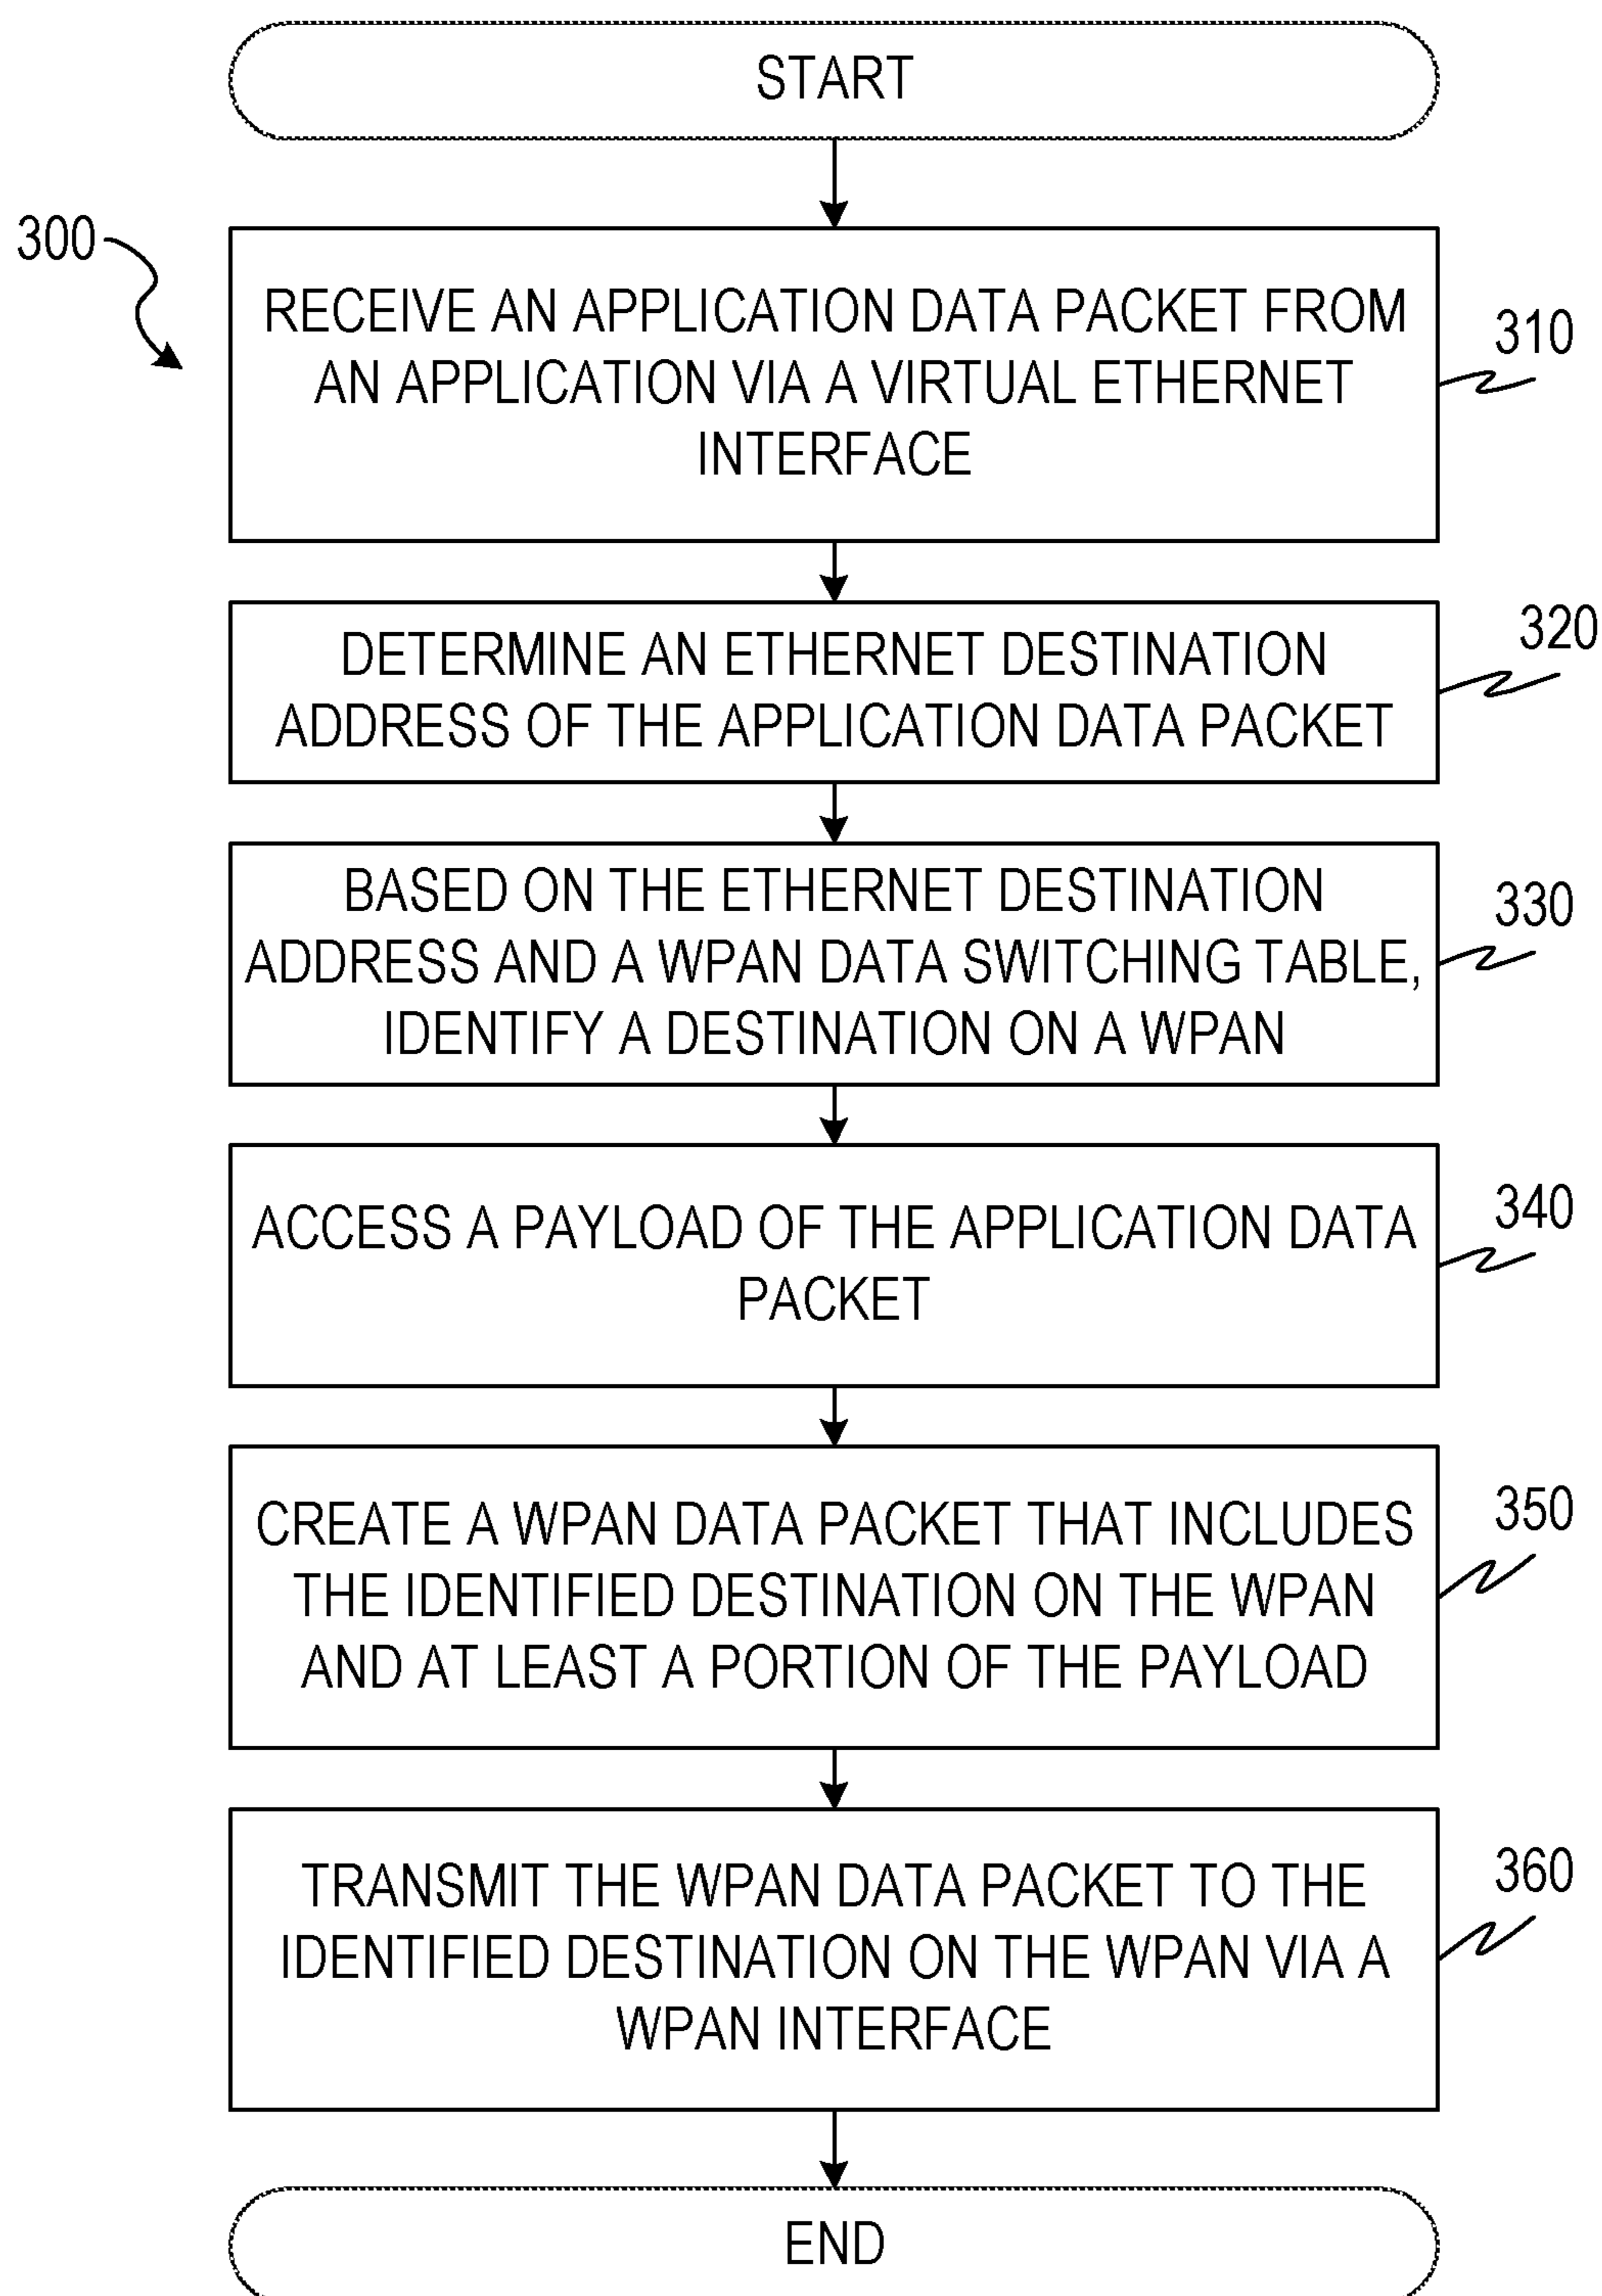 START
300
RECEIVE AN APPLICATION DATA PACKET FROM
AN APPLICATION VIA A VIRTUAL ETHERNET
INTERFACE
310
DETERMINE AN ETHERNET DESTINATION
ADDRESS OF THE APPLICATION DATA PACKET
320
BASED ON THE ETHERNET DESTINATION
ADDRESS AND A WPAN DATA SWITCHING TABLE,
IDENTIFY A DESTINATION ON A WPAN
330
ACCESS A PAYLOAD OF THE APPLICATION DATA
PACKET
340
CREATE A WPAN DATA PACKET THAT INCLUDES
THE IDENTIFIED DESTINATION ON THE WPAN
AND AT LEAST A PORTION OF THE PAYLOAD
350
TRANSMIT THE WPAN DATA PACKET TO THE
IDENTIFIED DESTINATION ON THE WPAN VIA A
WPAN INTERFACE
360
END